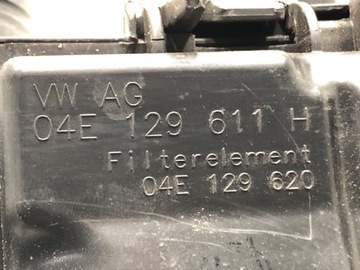 VW AG
04E 129 611 H
Filterelement
04E 129 620